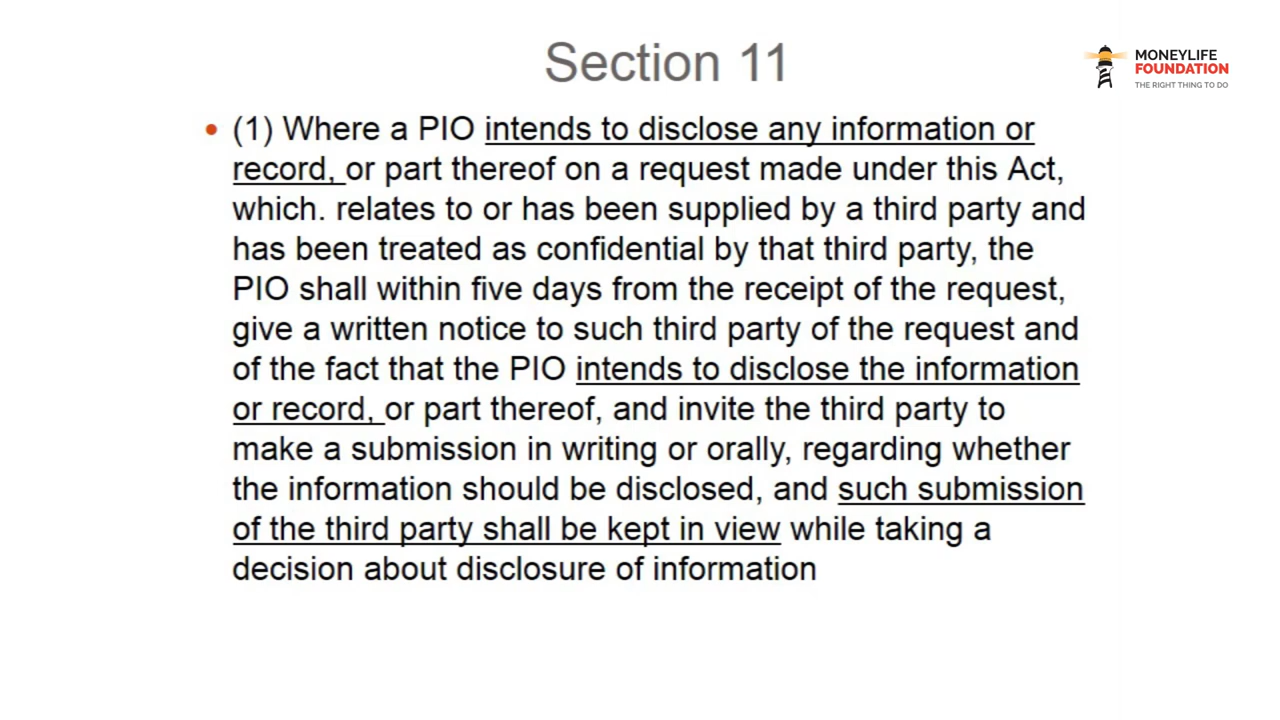 Section 11
MONEYLIFE
FOUNDATION
THE RIGHT THING TO DO
• (1) Where a PIO intends to disclose any information or
record, or part thereof on a request made under this Act,
which. relates to or has been supplied by a third party and
has been treated as confidential by that third party, the
PIO shall within five days from the receipt of the request,
give a written notice to such third party of the request and
of the fact that the PIO intends to disclose the information
or record, or part thereof, and invite the third party to
make a submission in writing or orally, regarding whether
the information should be disclosed, and such submission
of the third party shall be kept in view while taking a
decision about disclosure of information